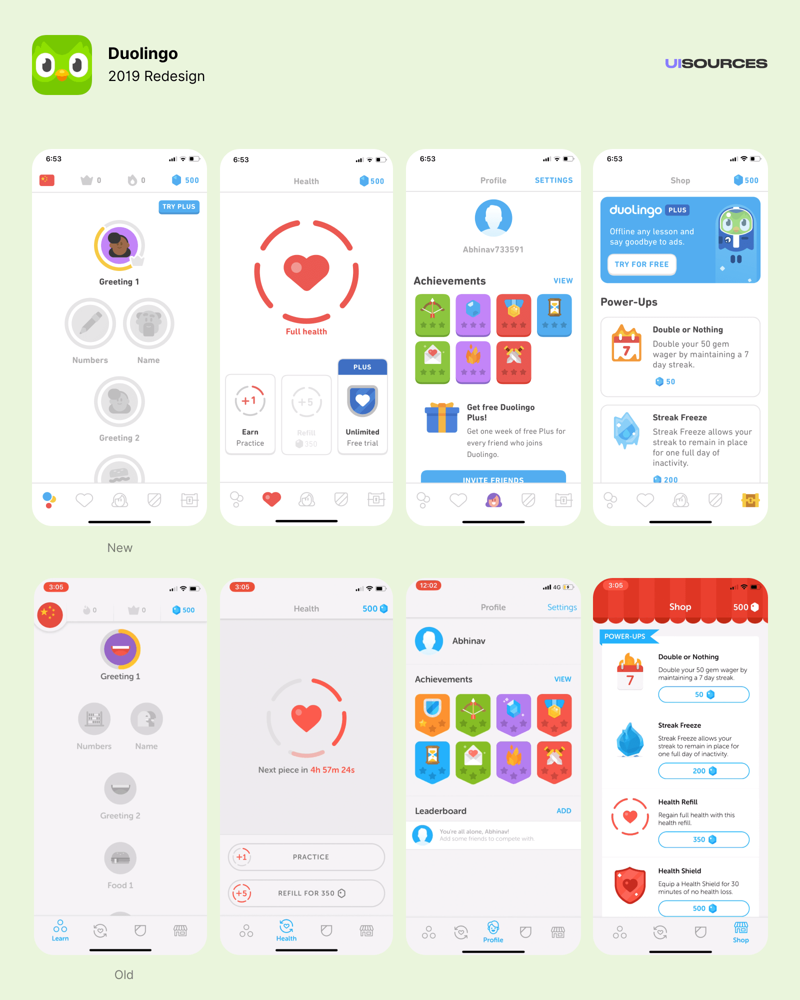 Duolingo
2019 Redesign
UISOURCES
6:53
0
0
500
TRY PLUS
Greeting 1
Numbers
Name
Greeting 2
6:53
Health
500
Full health
PLUS
+1
+5
Earn
Practice
Refill
350
Unlimited
Free trial
6:53
Profile
SETTINGS
Abhinav733591
Achievements
VIEW
Get free Duolingo
Plus!
Get one week of free Plus for
every friend who joins
Duolingo.
INVITE FRIENDS
6:53
Shop
500
duolingo PLUS
Offline any lesson and
say goodbye to ads.
TRY FOR FREE
Power-Ups
7
Double or Nothing
Double your 50 gem
wager by maintaining a 7
day streak.
50
Streak Freeze
Streak Freeze allows your
streak to remain in place
for one full day of
inactivity.
200
New
3:05
0
0
500
Greeting 1
Numbers
Name
Greeting 2
Food 1
Learn
3:05
Health
500
Next piece in 4h 57m 24s
+1
PRACTICE
+5
REFILL FOR 350
Health
12:02
4G
Profile
Settings
Abhinav
Achievements
VIEW
Leaderboard
ADD
You're all alone, Abhinav!
Add some friends to compete with.
Profile
3:05
Shop
500
POWER-UPS
7
Double or Nothing
Double your 50 gem wager by
maintaining a 7 day streak.
50
Streak Freeze
Streak Freeze allows your
streak to remain in place for
one full day of inactivity.
200
Health Refill
Regain full health with this
health refill.
350
Health Shield
Equip a Health Shield for 30
minutes of no health loss.
500
Shop
Old